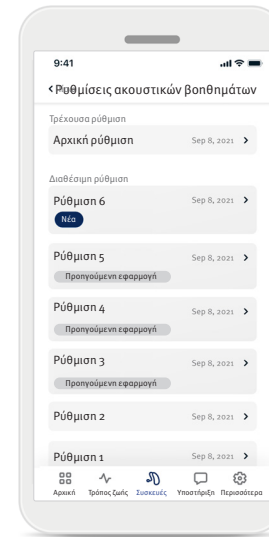 9:41
Ρυθμίσεις ακουστικών βοηθημάτων
Τρέχουσα ρύθμιση
Αρχική ρύθμιση Sep 8, 2021
Διαθέσιμη ρύθμιση
Ρύθμιση 6 Sep 8, 2021
Νέα
Ρύθμιση 5 Sep 8, 2021
Προηγούμενη εφαρμογή
Ρύθμιση 4 Sep 8, 2021
Προηγούμενη εφαρμογή
Ρύθμιση 3 Sep 8, 2021
Προηγούμενη εφαρμογή
Ρύθμιση 2 Sep 8, 2021
Ρύθμιση 1 Sep 8, 2021
Αρχική Τρόπος ζωής Συσκευές Υποστήριξη Περισσότερα